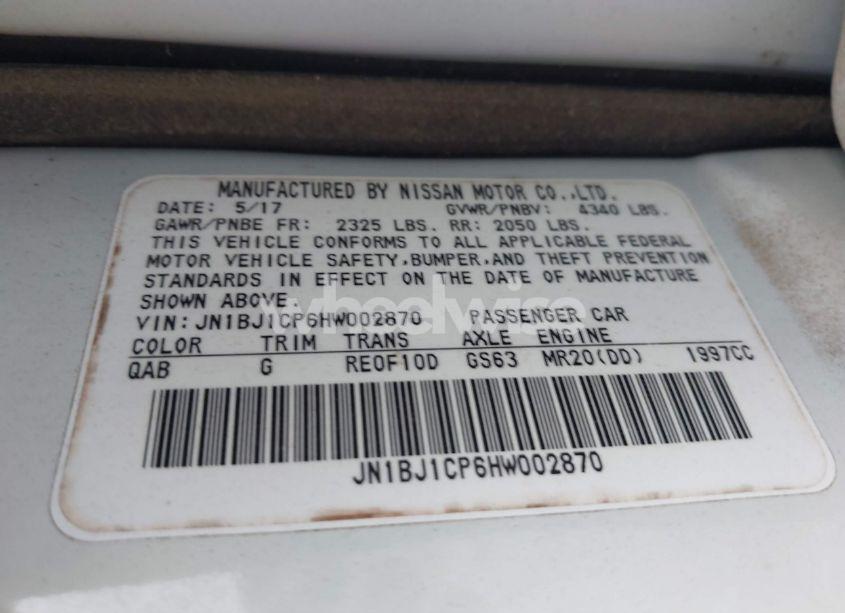 MANUFACTURED BY NISSAN MOTOR CO.,LTD.
DATE: 5/17 GVWR/PNBV: 4340 LBS.
GAWR/PNBE FR: 2325 LBS. RR: 2050 LBS.
THIS VEHICLE CONFORMS TO ALL APPLICABLE FEDERAL
MOTOR VEHICLE SAFETY,BUMPER,AND THEFT PREVENTION
STANDARDS IN EFFECT ON THE DATE OF MANUFACTURE
SHOWN ABOVE.
wheelwise
VIN:JN1BJ1CP6HW002870 PASSENGER CAR
COLOR TRIM TRANS AXLE ENGINE
QAB G RE0F10D GS63 MR20(DD) 1997CC
JN1BJ1CP6HW002870